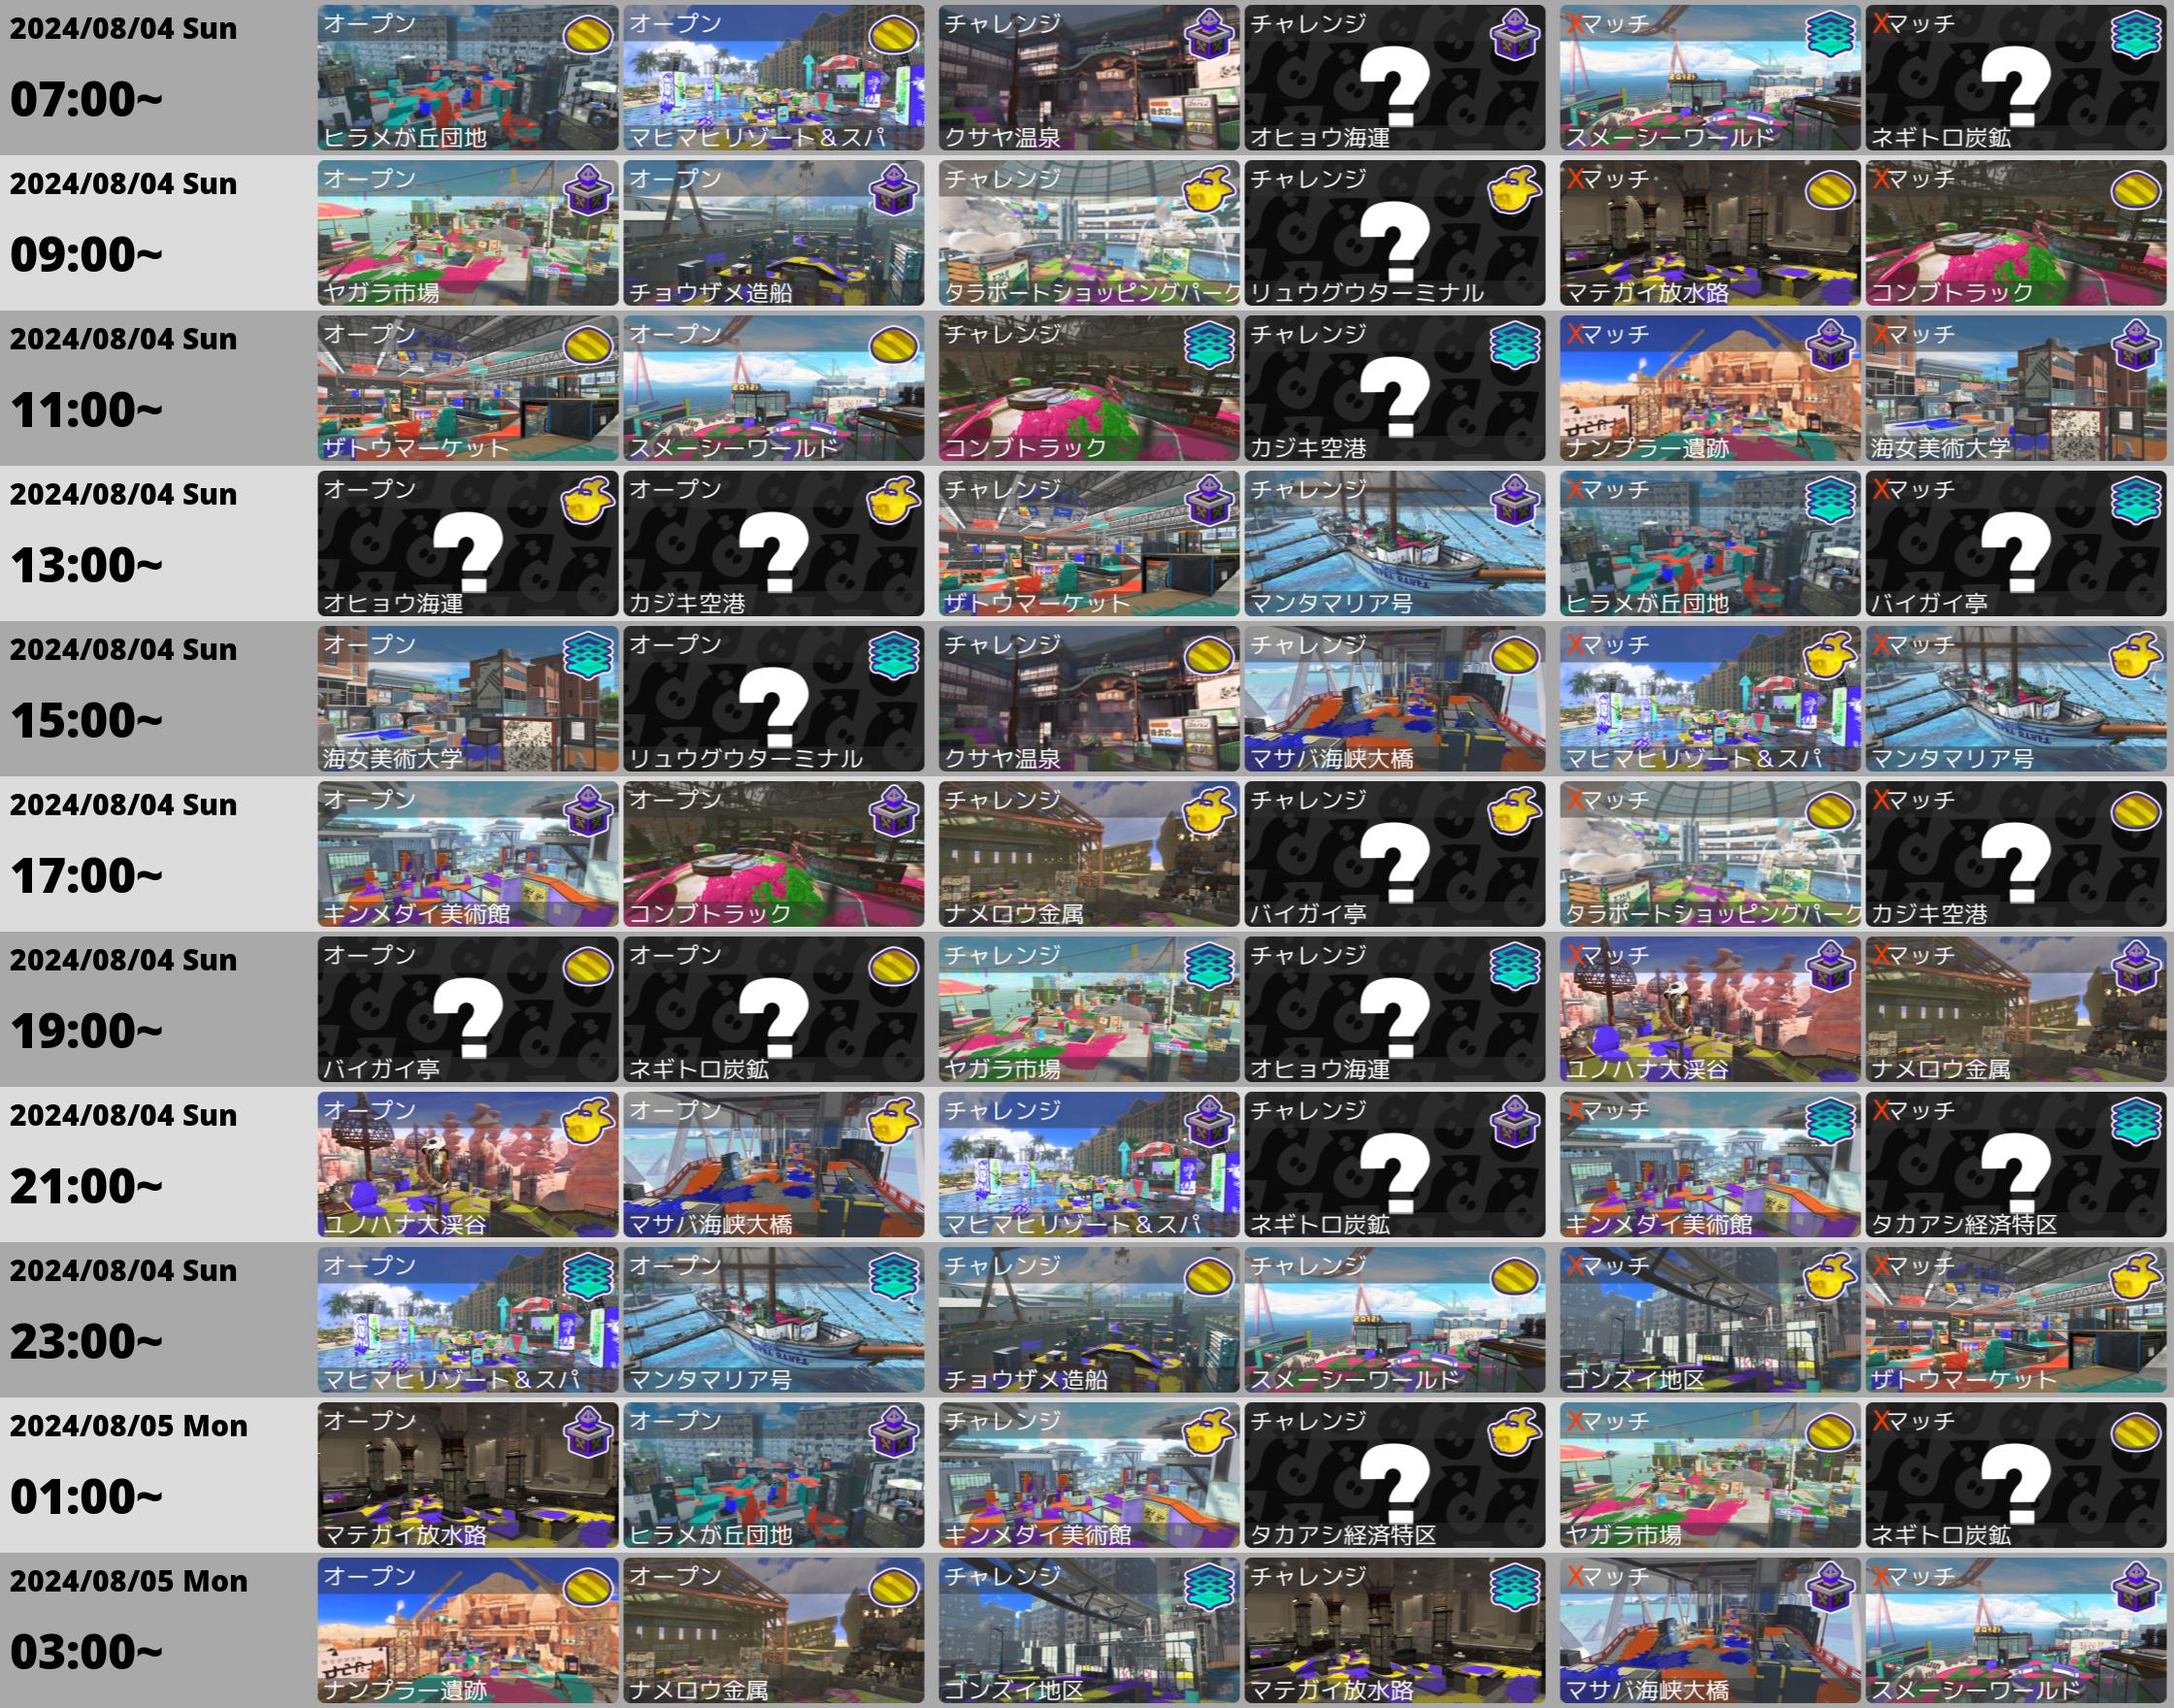 2024/08/04 Sun
07:00~
オープン
ヒラメが丘団地
オープン
マヒマヒリゾート＆スパ
チャレンジ
クサヤ温泉
チャレンジ
オヒョウ海運
Xマッチ
スメーシーワールド
Xマッチ
ネギトロ炭鉱
2024/08/04 Sun
09:00~
オープン
ヤガラ市場
オープン
チョウザメ造船
チャレンジ
タラポートショッピングパーク
チャレンジ
リュウグウターミナル
Xマッチ
マテガイ放水路
Xマッチ
コンブトラック
2024/08/04 Sun
11:00~
オープン
ザトウマーケット
オープン
スメーシーワールド
チャレンジ
コンブトラック
チャレンジ
カジキ空港
Xマッチ
ナンプラー遺跡
Xマッチ
海女美術大学
2024/08/04 Sun
13:00~
オープン
オヒョウ海運
オープン
カジキ空港
チャレンジ
ザトウマーケット
チャレンジ
マンタマリア号
Xマッチ
ヒラメが丘団地
Xマッチ
バイガイ亭
2024/08/04 Sun
15:00~
オープン
海女美術大学
オープン
リュウグウターミナル
チャレンジ
クサヤ温泉
チャレンジ
マサバ海峡大橋
Xマッチ
マヒマヒリゾート＆スパ
Xマッチ
マンタマリア号
2024/08/04 Sun
17:00~
オープン
キンメダイ美術館
オープン
コンブトラック
チャレンジ
ナメロウ金属
チャレンジ
バイガイ亭
Xマッチ
タラポートショッピングパーク
Xマッチ
カジキ空港
2024/08/04 Sun
19:00~
オープン
バイガイ亭
オープン
ネギトロ炭鉱
チャレンジ
ヤガラ市場
チャレンジ
オヒョウ海運
Xマッチ
ユノハナ大渓谷
Xマッチ
ナメロウ金属
2024/08/04 Sun
21:00~
オープン
ユノハナ大渓谷
オープン
マサバ海峡大橋
チャレンジ
マヒマヒリゾート＆スパ
チャレンジ
ネギトロ炭鉱
Xマッチ
キンメダイ美術館
Xマッチ
タカアシ経済特区
2024/08/04 Sun
23:00~
オープン
マヒマヒリゾート＆スパ
オープン
マンタマリア号
チャレンジ
チョウザメ造船
チャレンジ
スメーシーワールド
Xマッチ
ゴンズイ地区
Xマッチ
ザトウマーケット
2024/08/05 Mon
01:00~
オープン
マテガイ放水路
オープン
ヒラメが丘団地
チャレンジ
キンメダイ美術館
チャレンジ
タカアシ経済特区
Xマッチ
ヤガラ市場
Xマッチ
ネギトロ炭鉱
2024/08/05 Mon
03:00~
オープン
ナンプラー遺跡
オープン
ナメロウ金属
チャレンジ
ゴンズイ地区
チャレンジ
マテガイ放水路
Xマッチ
マサバ海峡大橋
Xマッチ
スメーシーワールド